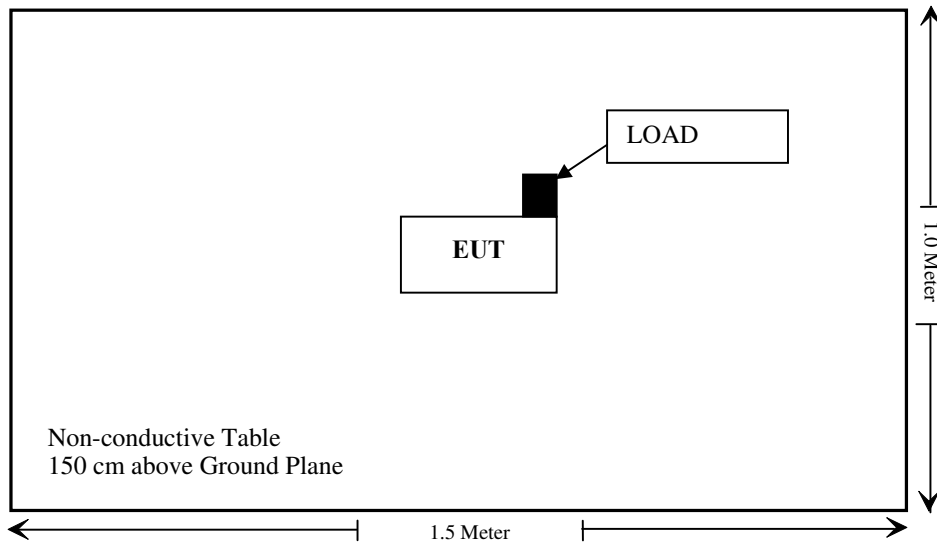 LOAD
EUT
1.0 Meter
Non-conductive Table
150 cm above Ground Plane
1.5 Meter